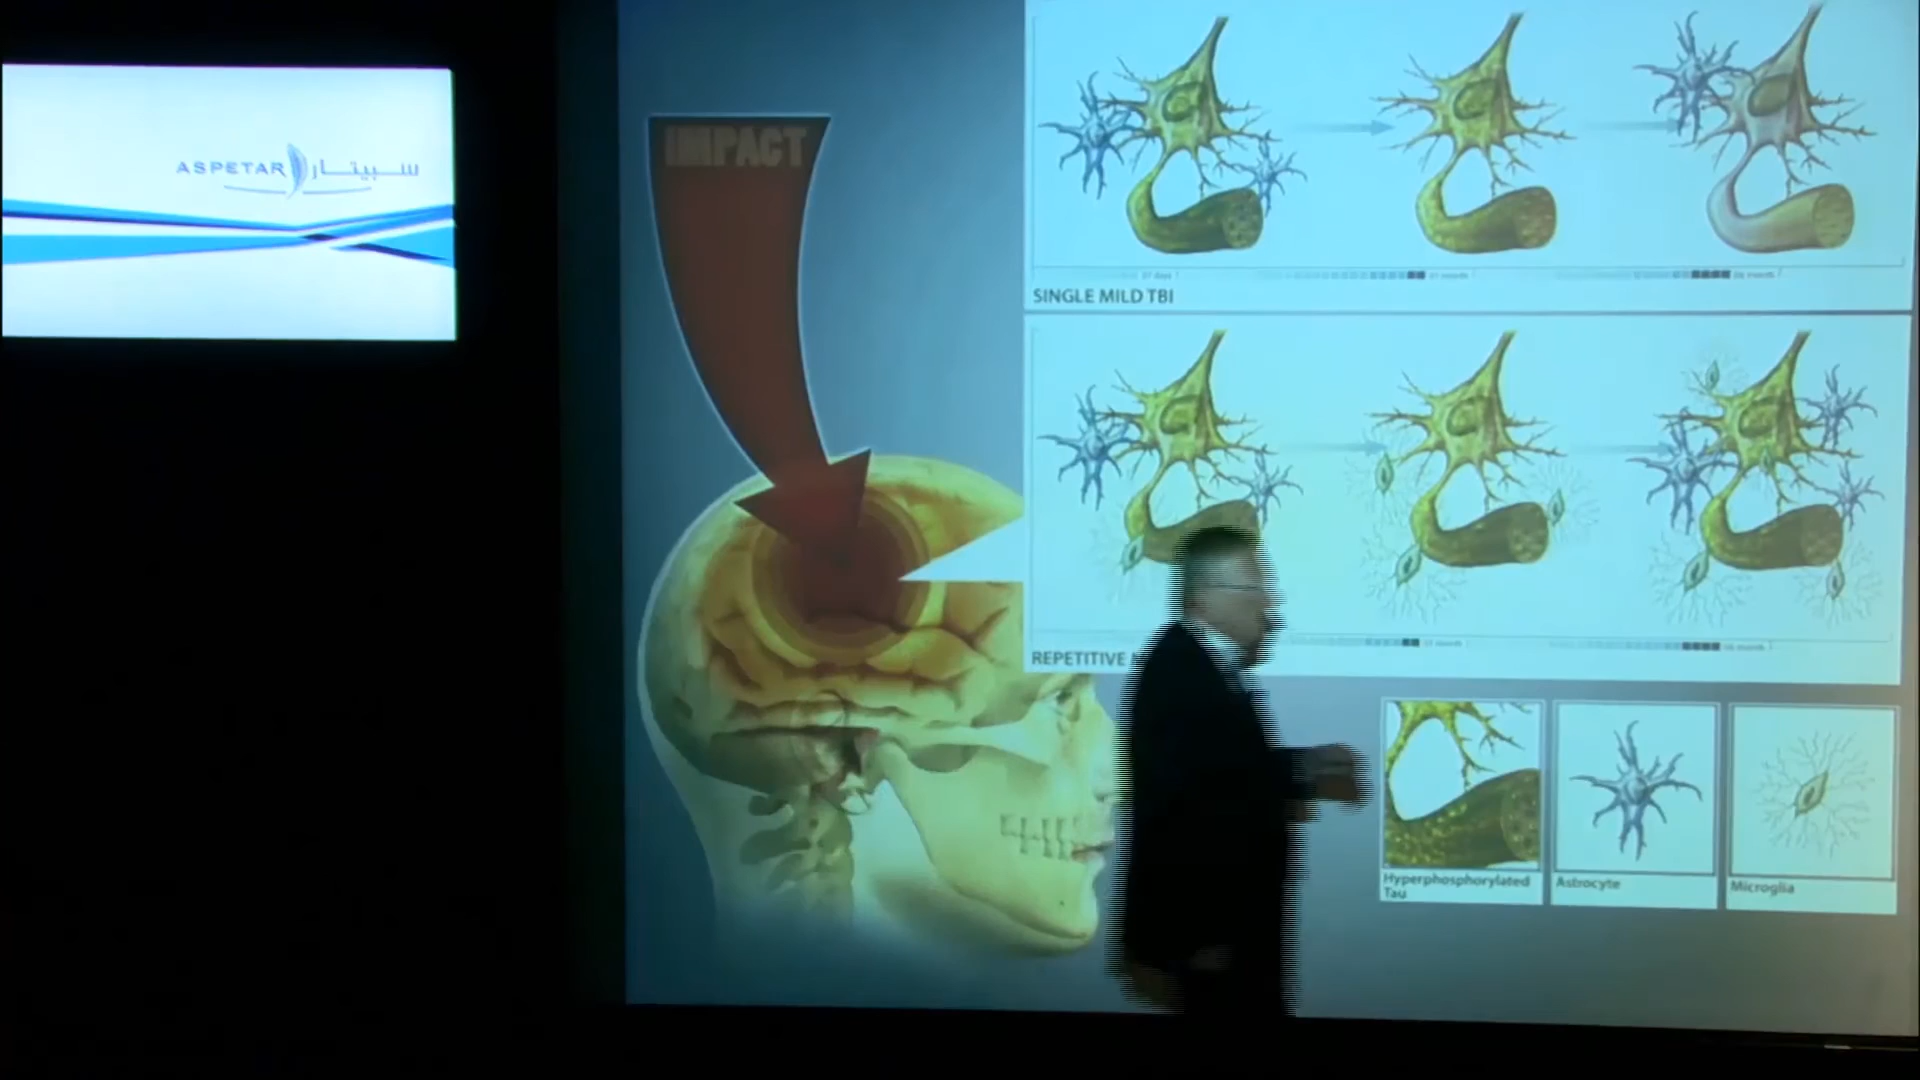 ASPETAR سبيتار
IMPACT
SINGLE MILD TBI
REPETITIVE
Hyperphosphorylated
Tau
Astrocyte
Microglia